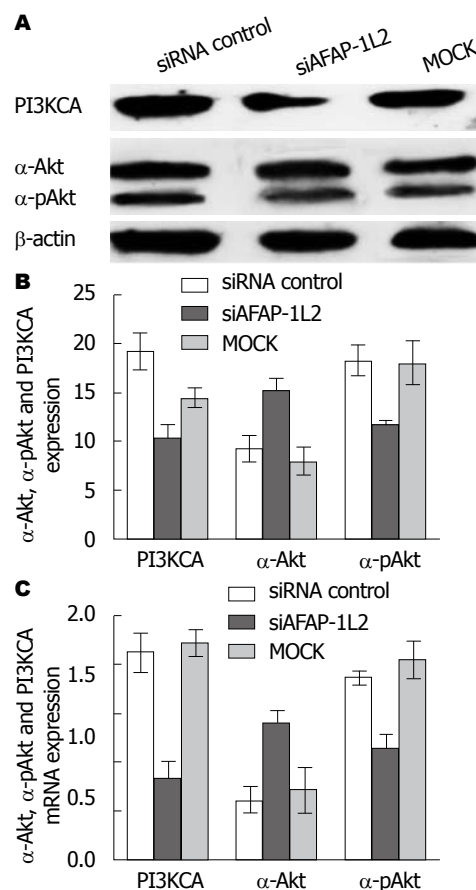 A
siRNA control siAFAP-1L2 MOCK
PI3KCA
α-Akt
α-pAkt
β-actin
B
siRNA control
siAFAP-1L2
MOCK
α-Akt, α-pAkt and PI3KCA
expression
25
20
15
10
5
0
PI3KCA α-Akt α-pAkt
C
siRNA control
siAFAP-1L2
MOCK
α-Akt, α-pAkt and PI3KCA
mRNA expression
2.0
1.5
1.0
0.5
0.0
PI3KCA α-Akt α-pAkt